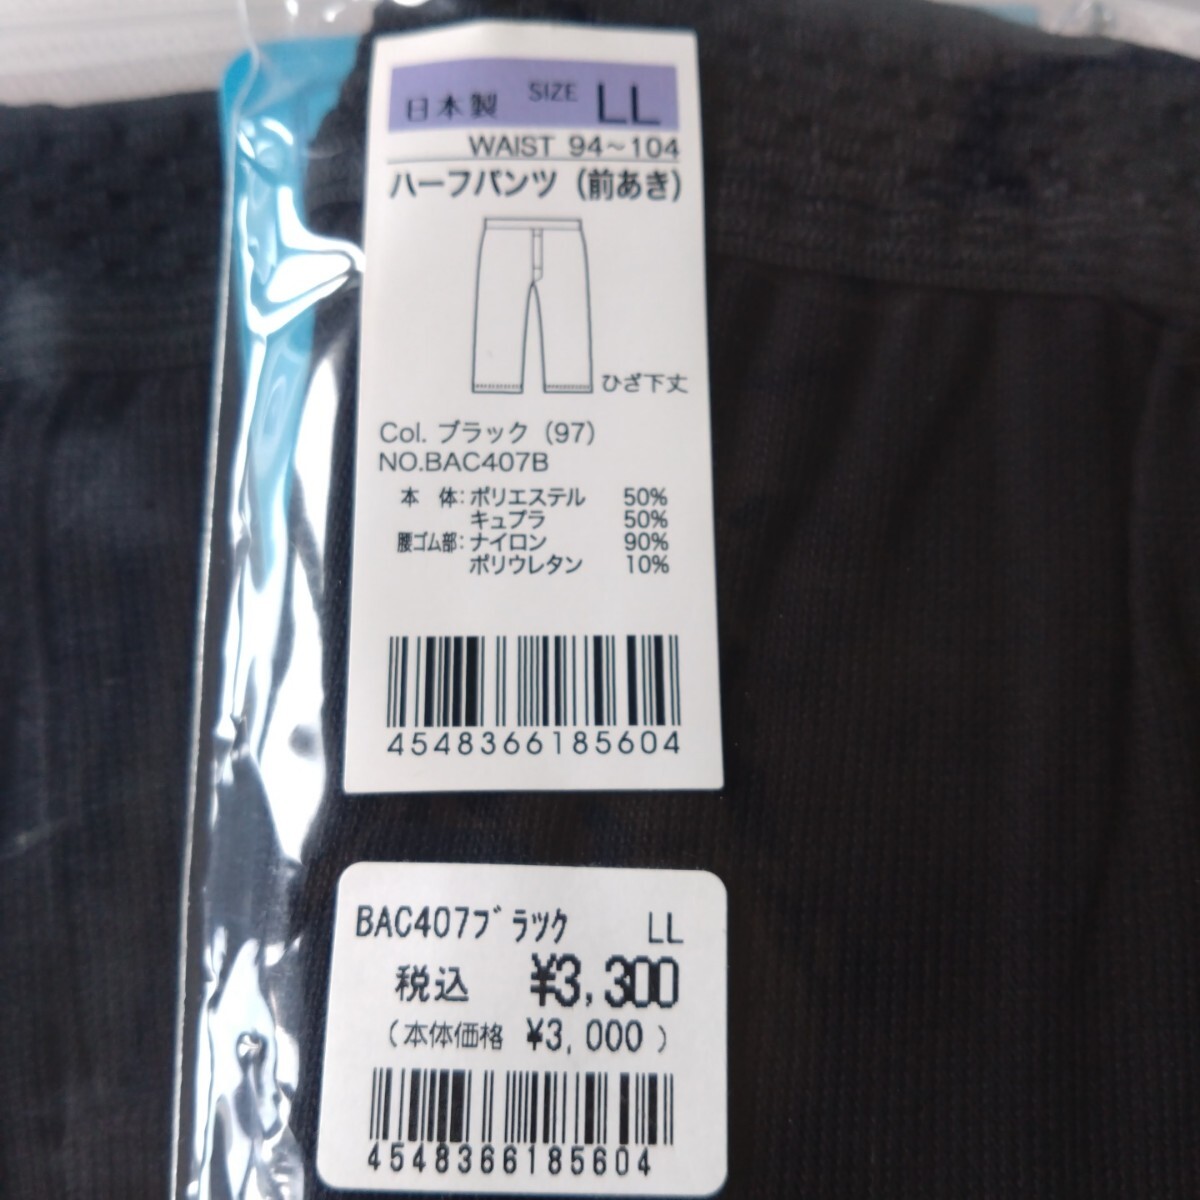 日本製 SIZE LL
WAIST 94~104
ハーフパンツ(前あき)
ひざ下丈
Col. ブラック (97)
NO.BAC407B
本 体:ポリエステル 50%
キュプラ 50%
腰ゴム部:ナイロン 90%
ポリウレタン 10%
4548366185604
BAC407ブラック LL
税込 ¥3,300
(本体価格 ¥3,000)
4548366185604